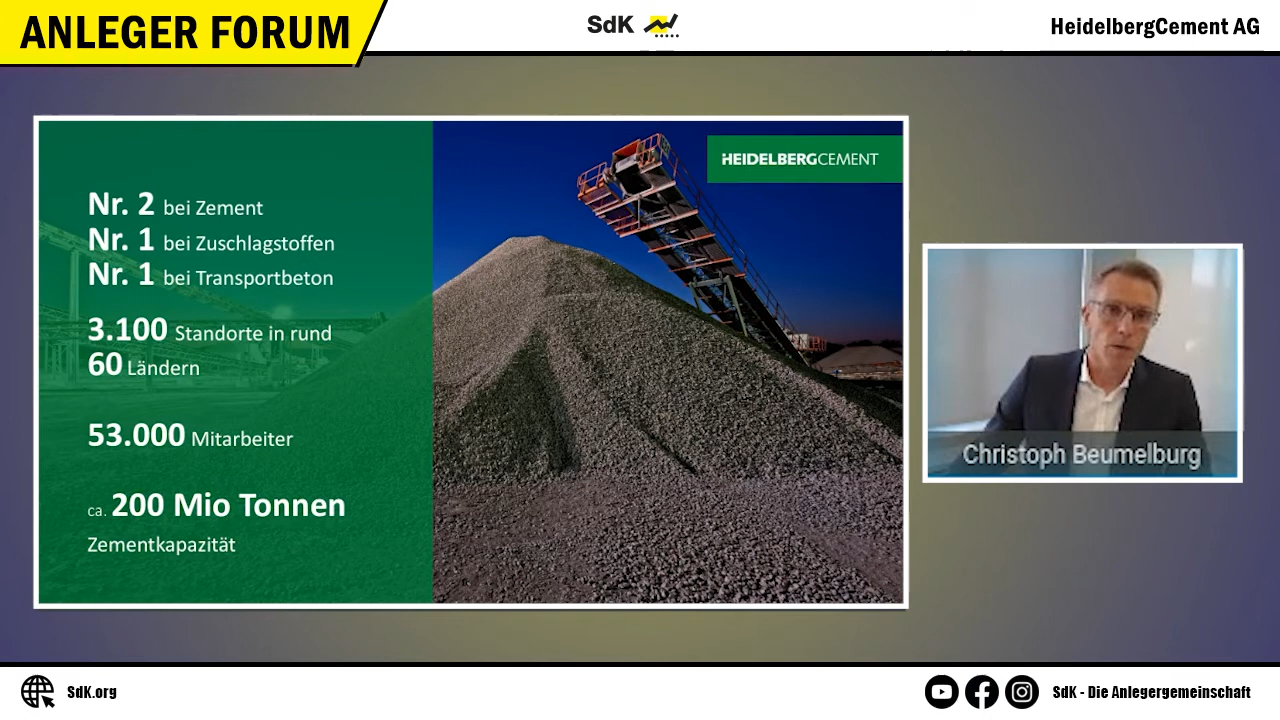 ANLEGER FORUM
SdK
HeidelbergCement AG
HEIDELBERGCEMENT
Nr. 2 bei Zement
Nr. 1 bei Zuschlagstoffen
Nr. 1 bei Transportbeton
3.100 Standorte in rund
60 Ländern
53.000 Mitarbeiter
ca. 200 Mio Tonnen
Zementkapazität
Christoph Beumelburg
SdK.org
SdK - Die Anlegergemeinschaft